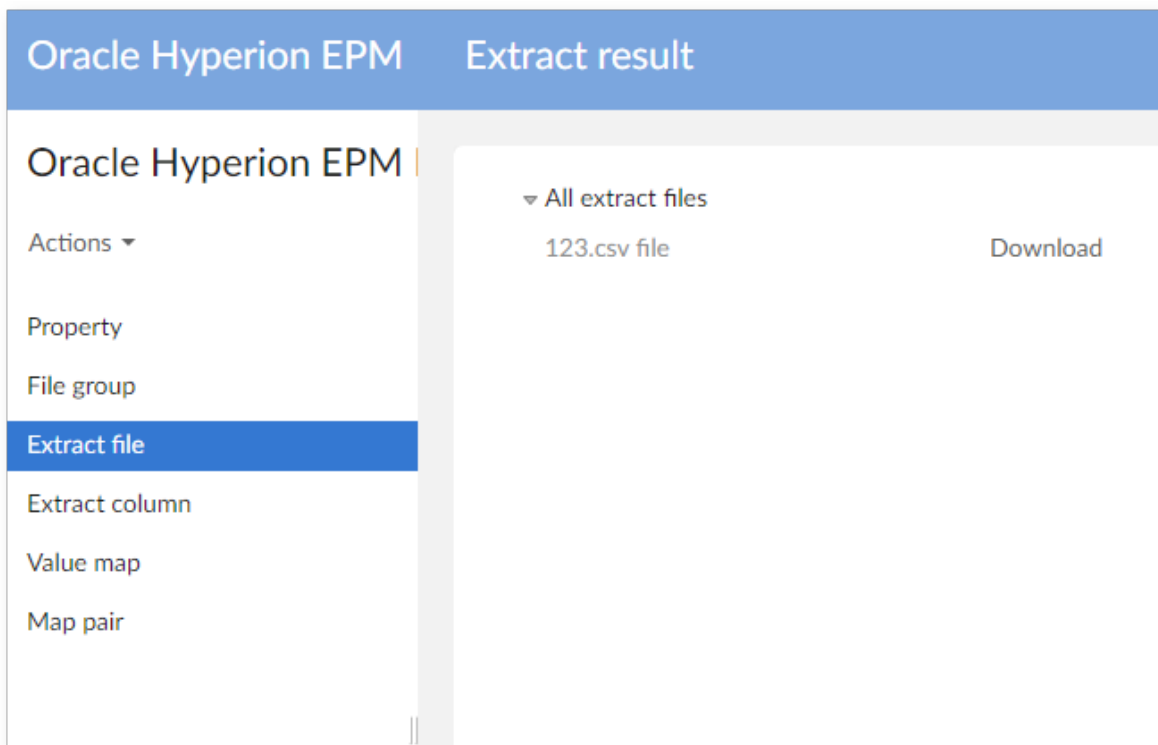 Oracle Hyperion EPM
Extract result
Oracle Hyperion EPM
Actions
Property
File group
Extract file
Extract column
Value map
Map pair
All extract files
123.csv file
Download